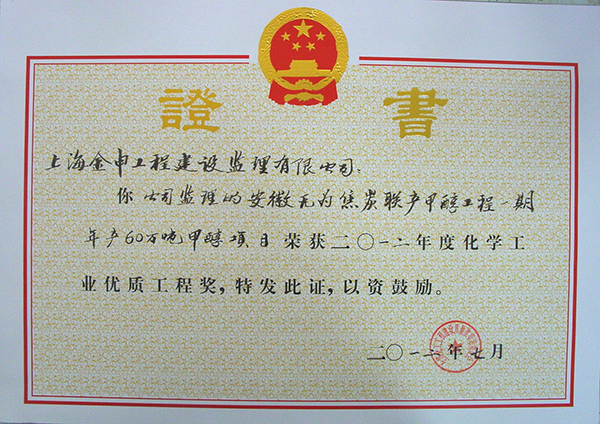 證書
上海金申工程建设监理有限公司：
你公司监理的安徽无为焦炭联产甲醇工程一期
年产60万吨甲醇项目荣获二〇一二年度化学工
业优质工程奖，特发此证，以资鼓励。
二〇一二年七月